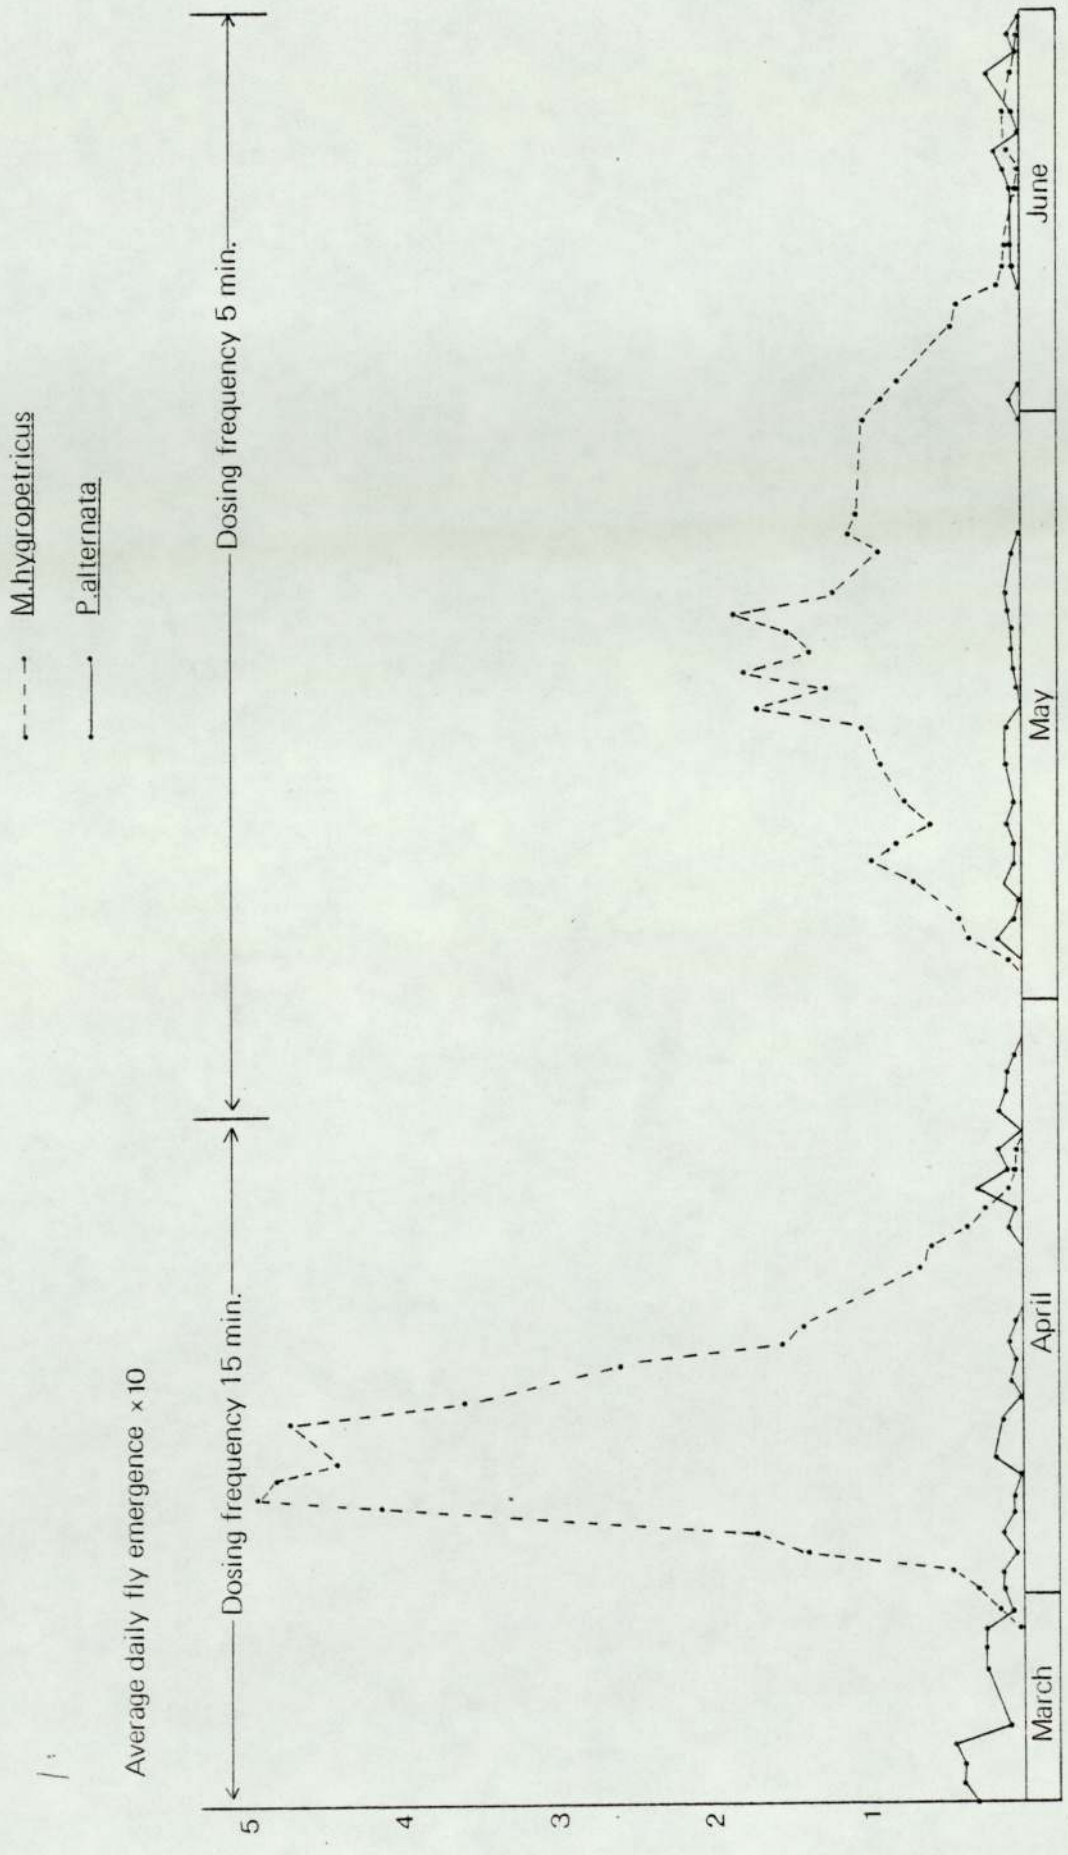 M.hygropetricus
P.alternata
Average daily fly emergence ×10
Dosing frequency 15 min.
Dosing frequency 5 min.
5
4
3
2
1
March
April
May
June